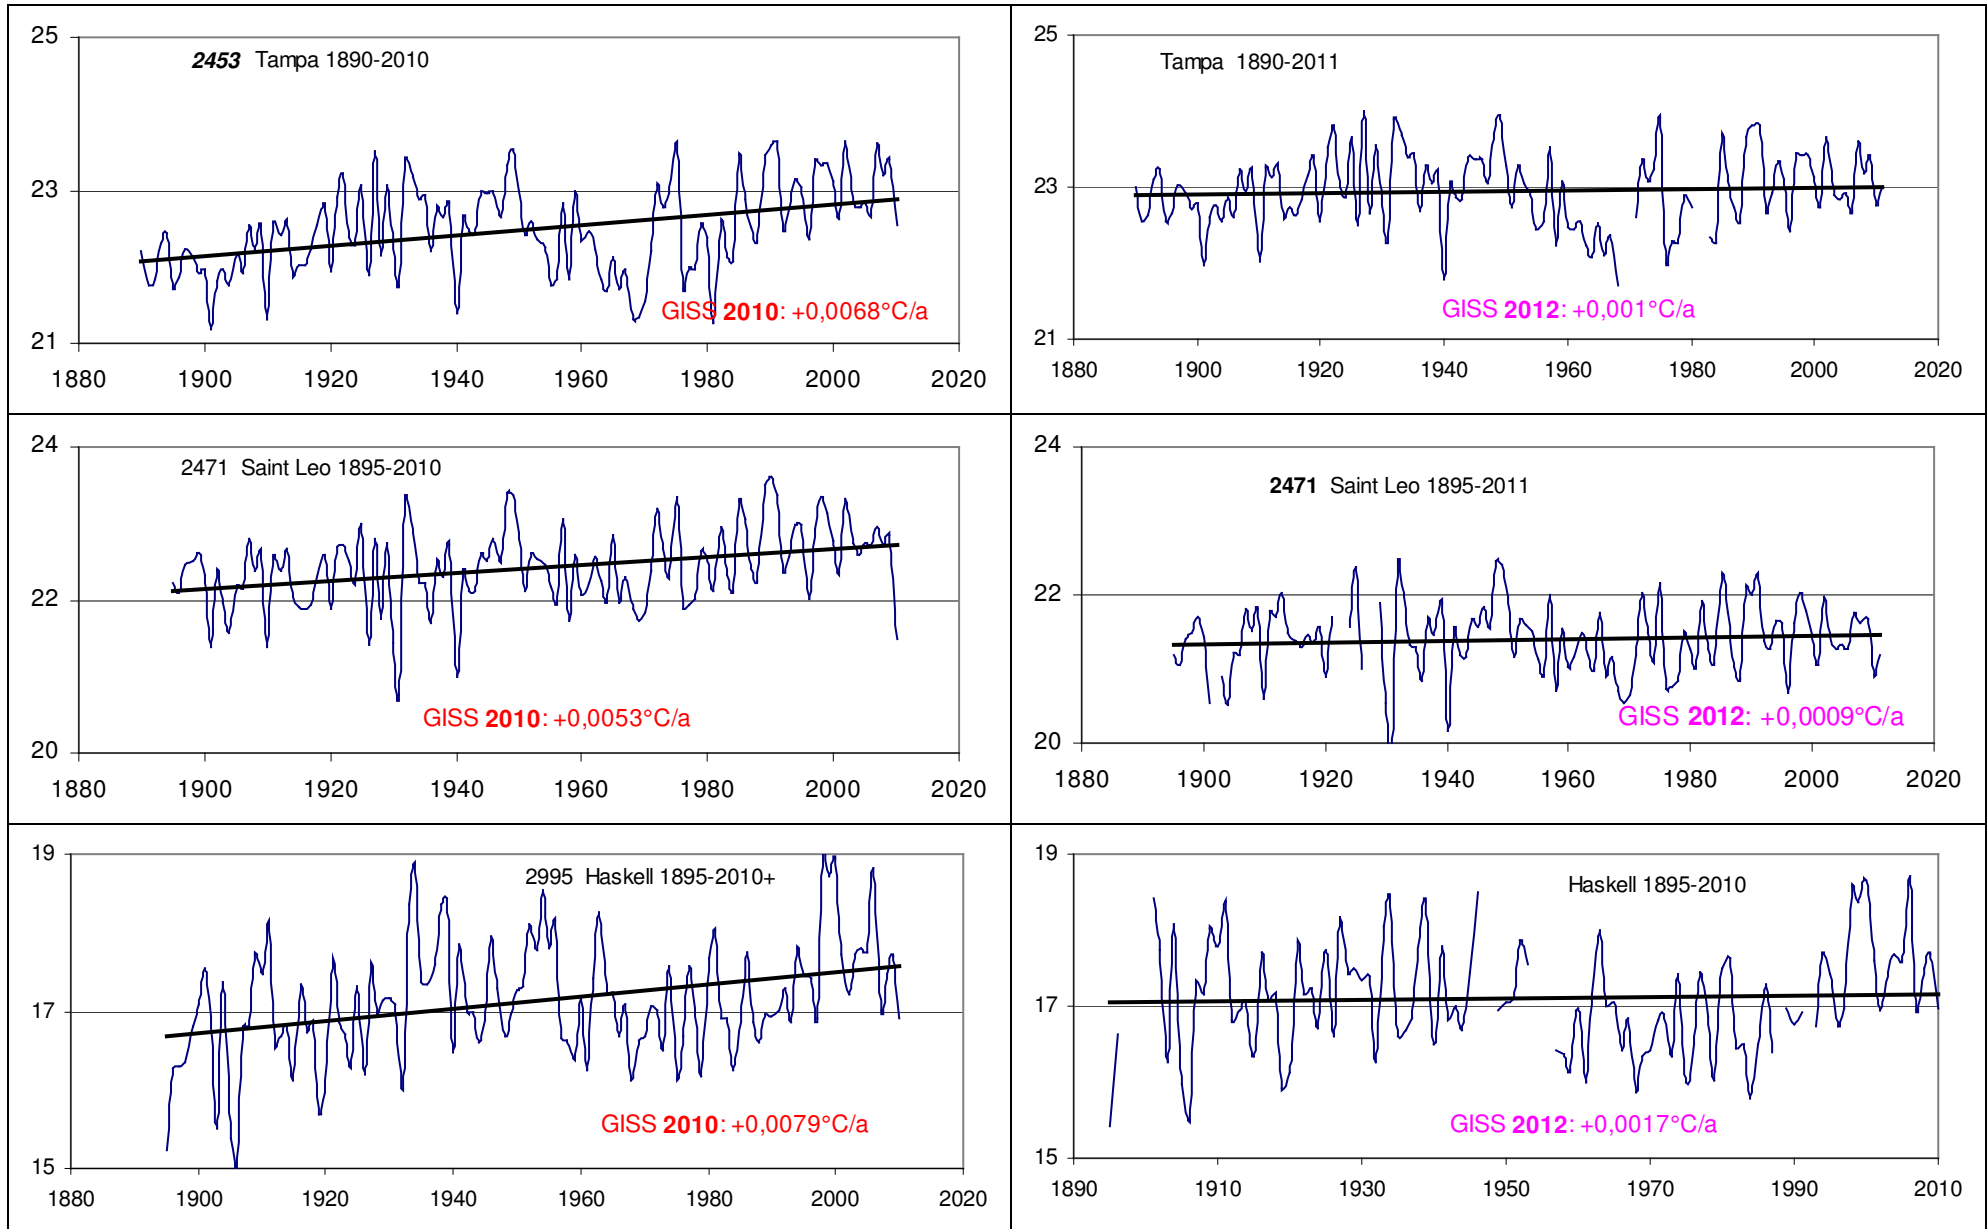 25
2453 Tampa 1890-2010
23
GISS 2010: +0,0068°C/a
21
1880 1900 1920 1940 1960 1980 2000 2020
25
Tampa 1890-2011
23
GISS 2012: +0,001°C/a
21
1880 1900 1920 1940 1960 1980 2000 2020
24
2471 Saint Leo 1895-2010
22
GISS 2010: +0,0053°C/a
20
1880 1900 1920 1940 1960 1980 2000 2020
24
2471 Saint Leo 1895-2011
22
GISS 2012: +0,0009°C/a
20
1880 1900 1920 1940 1960 1980 2000 2020
19
2995 Haskell 1895-2010+
17
GISS 2010: +0,0079°C/a
15
1880 1900 1920 1940 1960 1980 2000 2020
19
Haskell 1895-2010
17
GISS 2012: +0,0017°C/a
15
1890 1910 1930 1950 1970 1990 2010